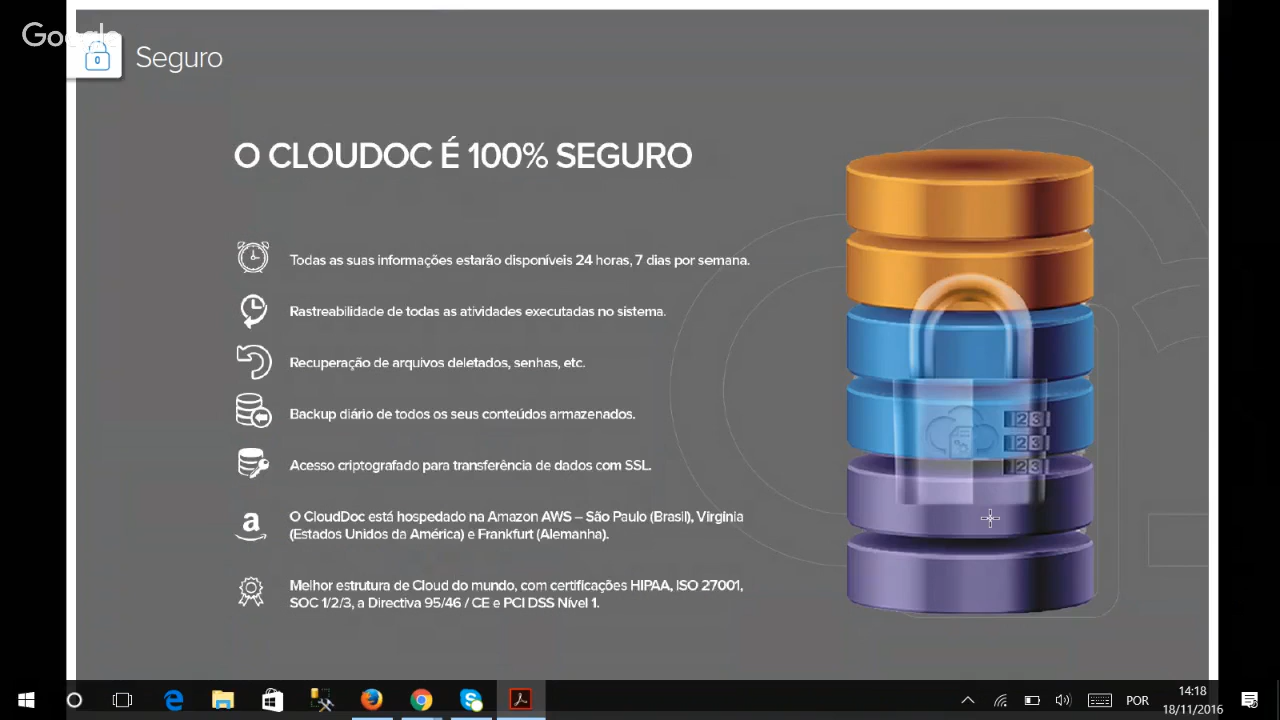 Google
Seguro
O CLOUDOC É 100% SEGURO
Todas as suas informações estarão disponíveis 24 horas, 7 dias por semana.
Rastreabilidade de todas as atividades executadas no sistema.
Recuperação de arquivos deletados, senhas, etc.
Backup diário de todos os seus conteúdos armazenados.
123
123
123
Acesso criptografado para transferência de dados com SSL.
O CloudDoc está hospedado na Amazon AWS – São Paulo (Brasil), Virginia
(Estados Unidos da América) e Frankfurt (Alemanha).
Melhor estrutura de Cloud do mundo, com certificações HIPAA, ISO 27001,
SOC 1/2/3, a Directiva 95/46 / CE e PCI DSS Nível 1.
POR
14:18
18/11/2016